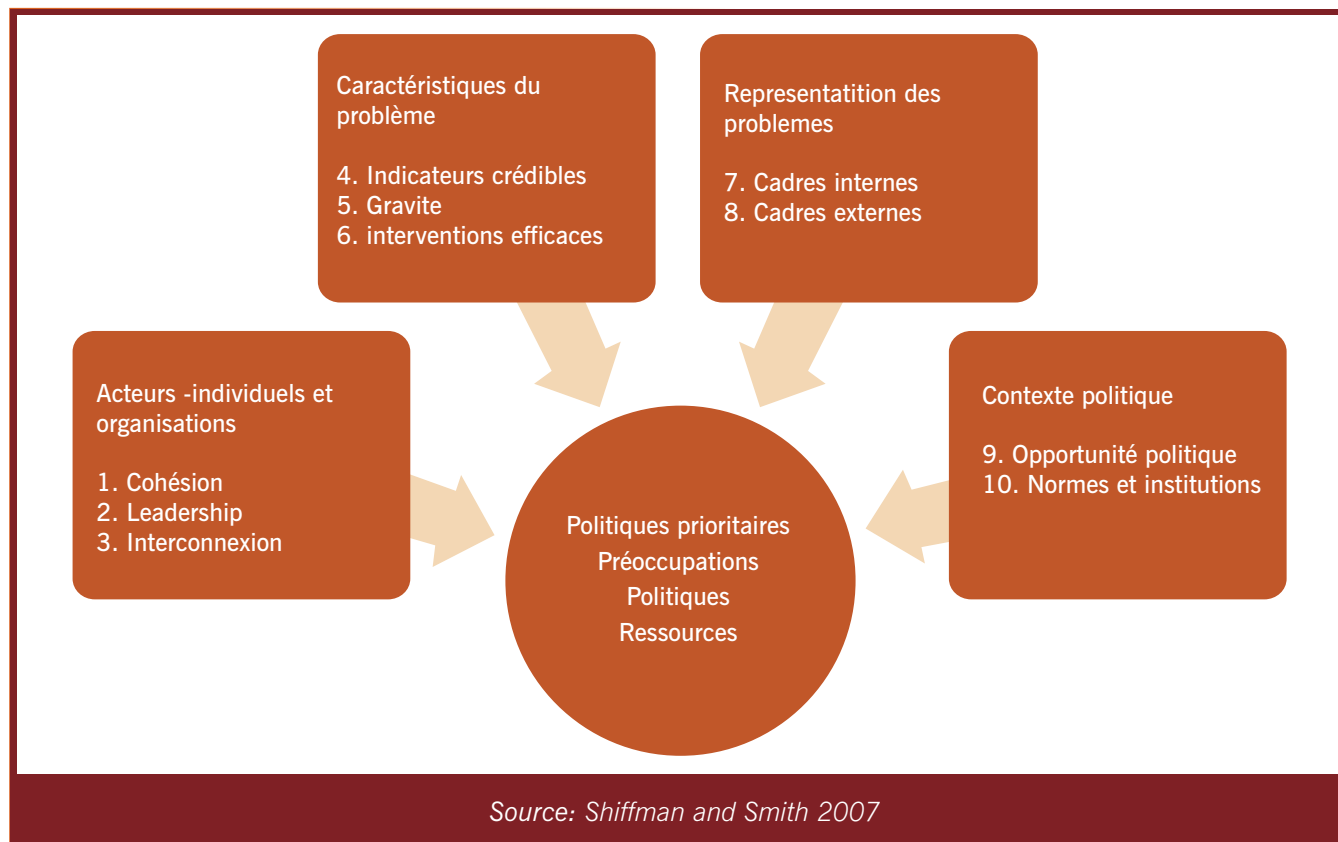 Caractéristiques du
problème
4. Indicateurs crédibles
5. Gravite
6. interventions efficaces
Representatition des
problemes
7. Cadres internes
8. Cadres externes
Acteurs -individuels et
organisations
1. Cohésion
2. Leadership
3. Interconnexion
Contexte politique
9. Opportunité politique
10. Normes et institutions
Politiques prioritaires
Préoccupations
Politiques
Ressources
Source: Shiffman and Smith 2007